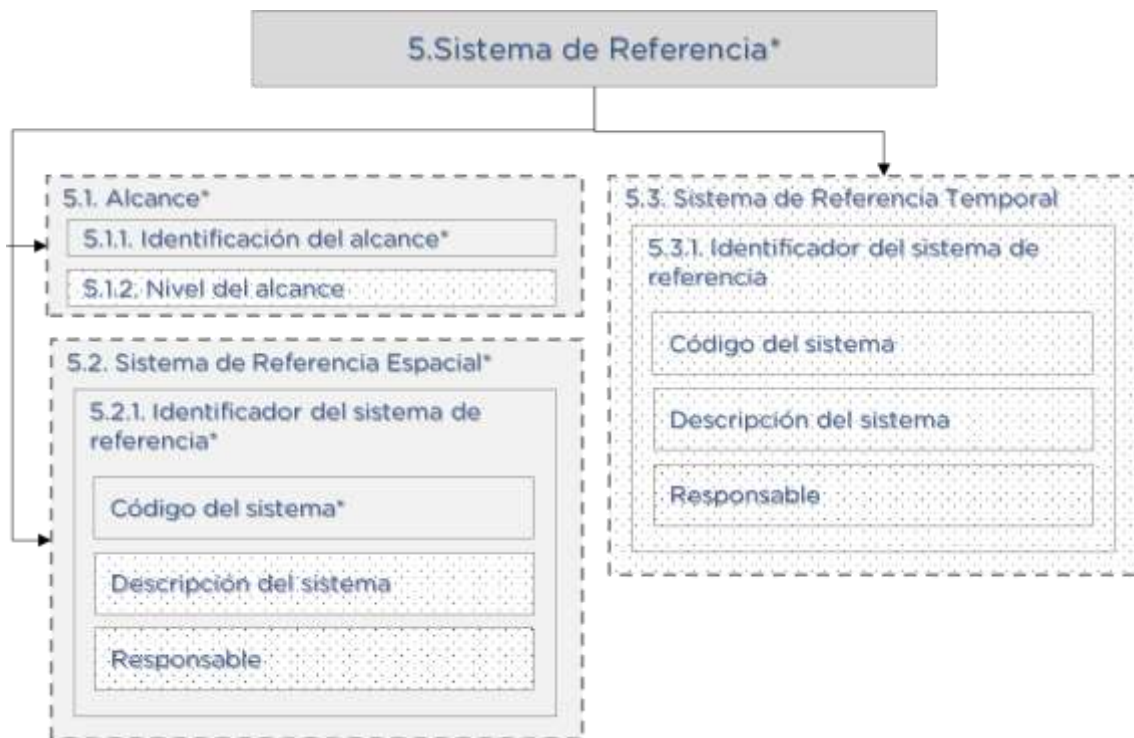 5.Sistema de Referencia*
5.1. Alcance*
5.1.1. Identificación del alcance*
5.1.2. Nivel del alcance
5.2. Sistema de Referencia Espacial*
5.2.1. Identificador del sistema de
referencia*
Código del sistema*
Descripción del sistema
Responsable
5.3. Sistema de Referencia Temporal
5.3.1. Identificador del sistema de
referencia
Código del sistema
Descripción del sistema
Responsable